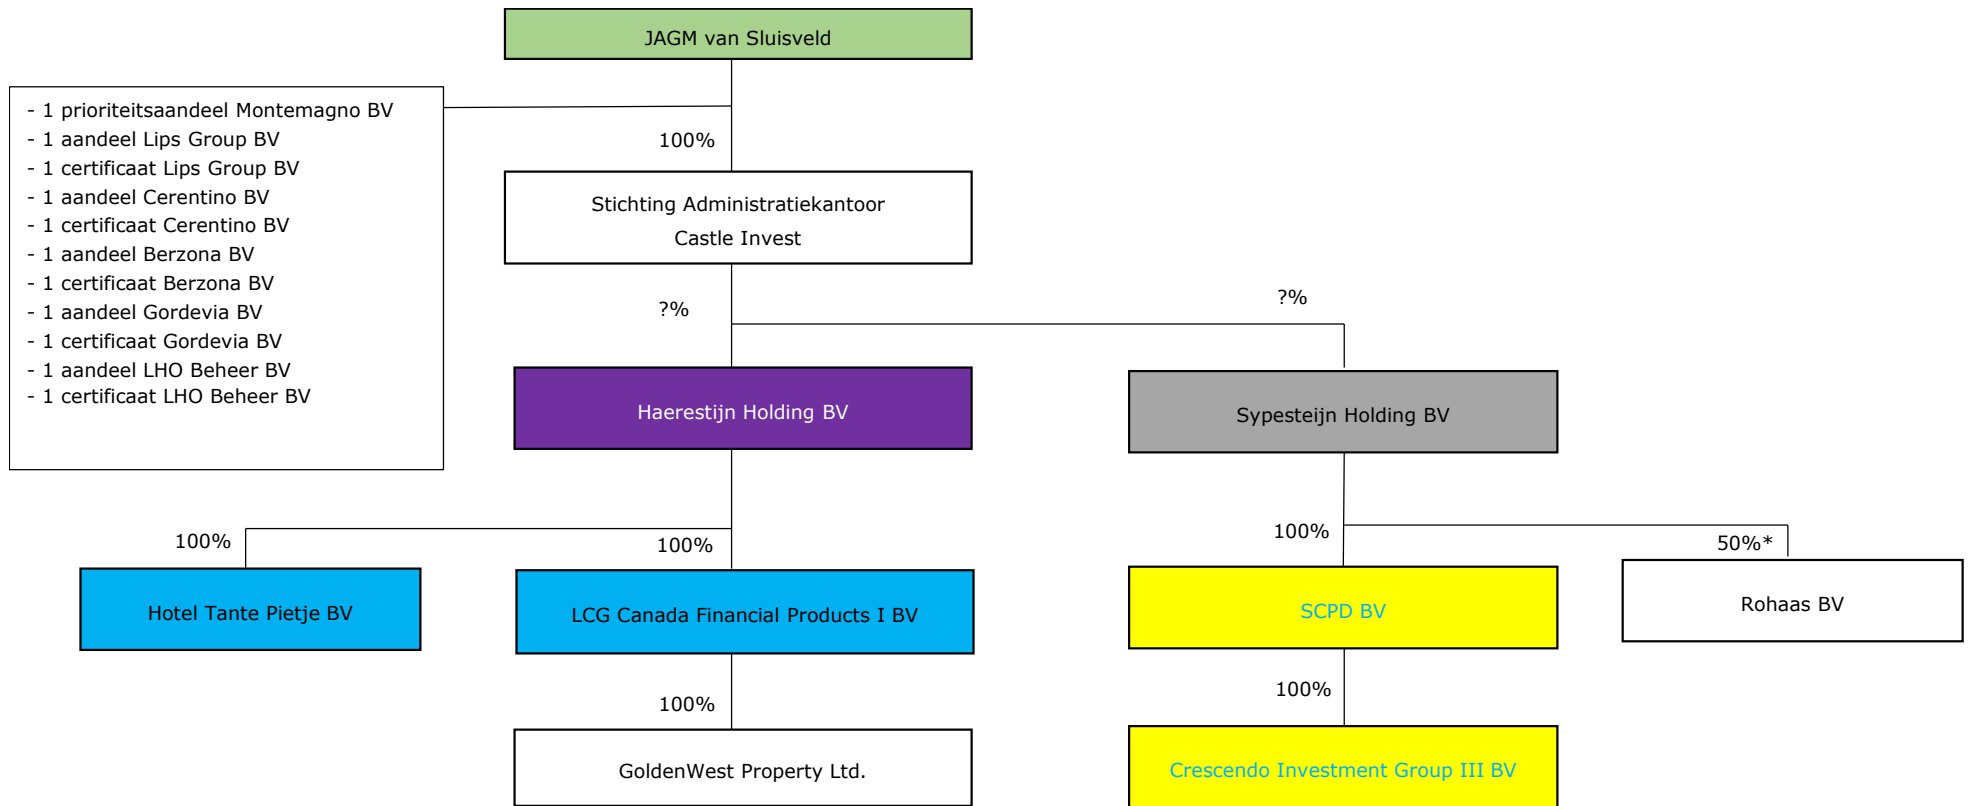 JAGM van Sluisveld
- 1 prioriteitsaandeel Montemagno BV
- 1 aandeel Lips Group BV
- 1 certificaat Lips Group BV
- 1 aandeel Cerentino BV
- 1 certificaat Cerentino BV
- 1 aandeel Berzona BV
- 1 certificaat Berzona BV
- 1 aandeel Gordevia BV
- 1 certificaat Gordevia BV
- 1 aandeel LHO Beheer BV
- 1 certificaat LHO Beheer BV
100%
Stichting Administratiekantoor
Castle Invest
?%
?%
Haerestijn Holding BV
Sypesteijn Holding BV
100%
100%
100%
50%*
Hotel Tante Pietje BV
LCG Canada Financial Products I BV
SCPD BV
Rohaas BV
100%
100%
GoldenWest Property Ltd.
Crescendo Investment Group III BV